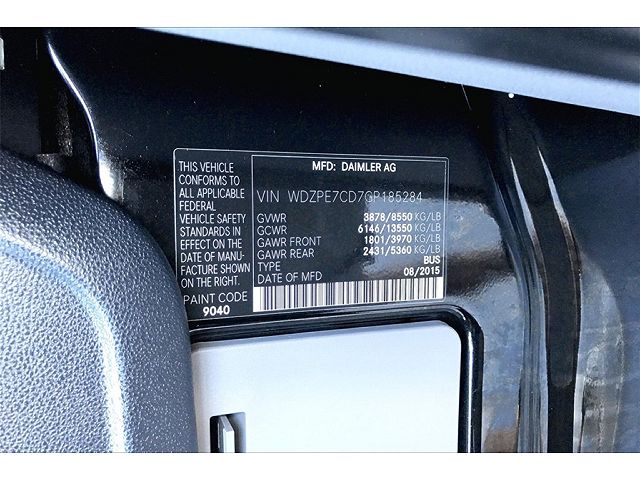 THIS VEHICLE
CONFORMS TO
ALL APPLICABLE
FEDERAL
VEHICLE SAFETY
STANDARDS IN
EFFECT ON THE
DATE OF MANU-
FACTURE SHOWN
ON THE RIGHT.
PAINT CODE
9040
MFD: DAIMLER AG
VIN WDZPE7CD7GP185284
GVWR 3878/8550 KG/LB
GCWR 6146/13550 KG/LB
GAWR FRONT 1801/3970 KG/LB
GAWR REAR 2431/5360 KG/LB
TYPE BUS
DATE OF MFD 08/2015